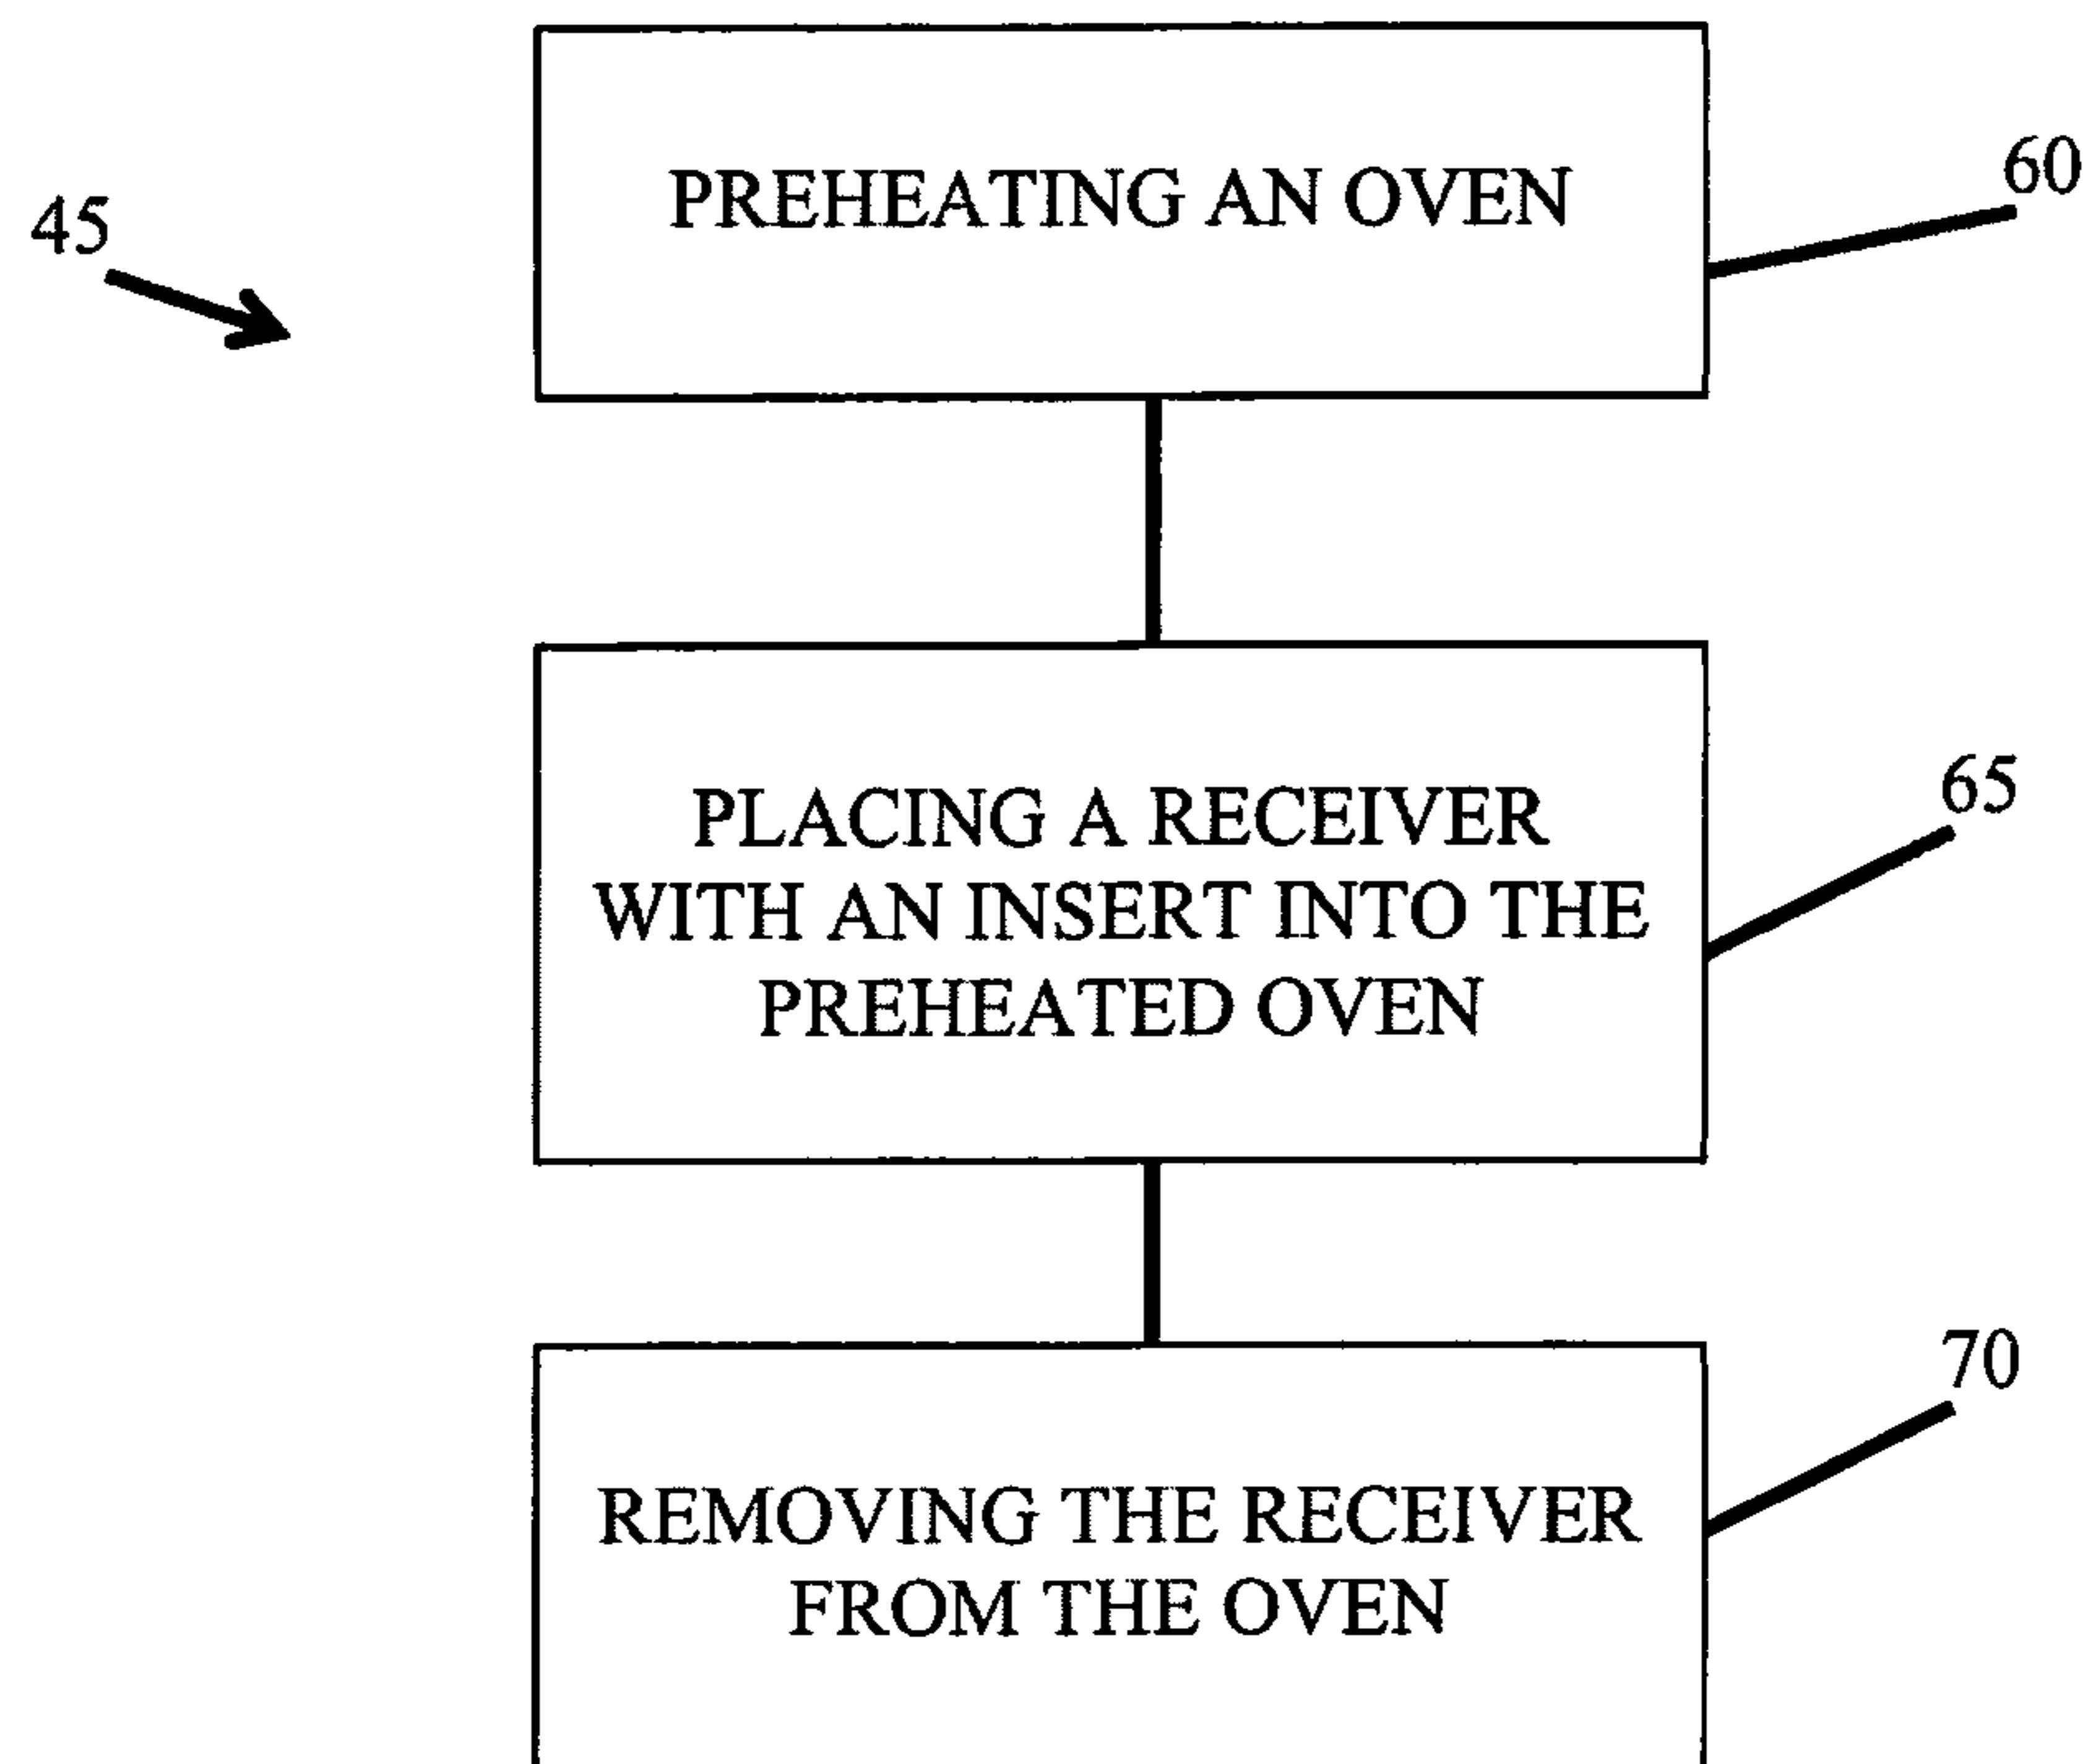 PREHEATING AN OVEN
60
45
PLACING A RECEIVER
WITH AN INSERT INTO THE
PREHEATED OVEN
65
REMOVING THE RECEIVER
FROM THE OVEN
70